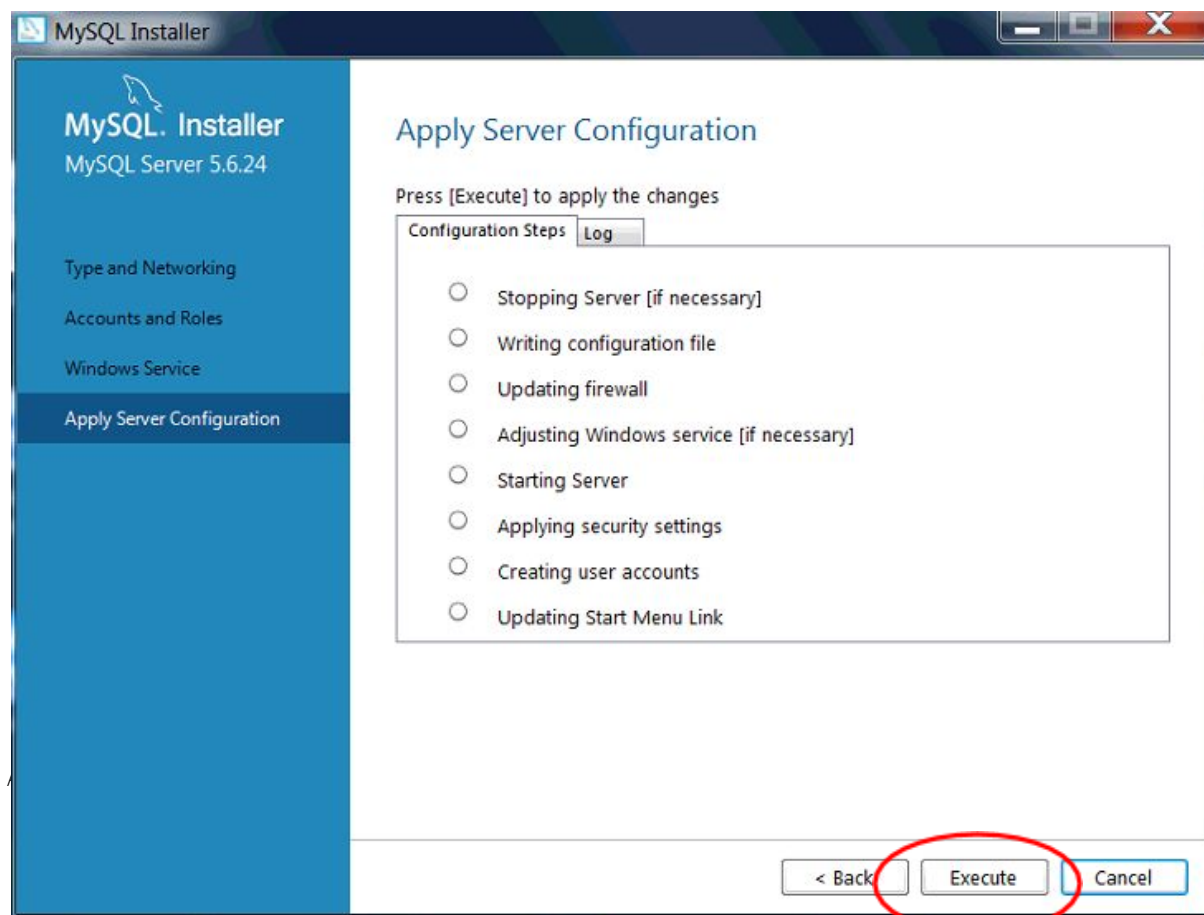 MySQL Installer
MySQL. Installer
MySQL Server 5.6.24
Type and Networking
Accounts and Roles
Windows Service
Apply Server Configuration
Apply Server Configuration
Press [Execute] to apply the changes
Configuration Steps
Log
Stopping Server [if necessary]
Writing configuration file
Updating firewall
Adjusting Windows service [if necessary]
Starting Server
Applying security settings
Creating user accounts
Updating Start Menu Link
< Back
Execute
Cancel